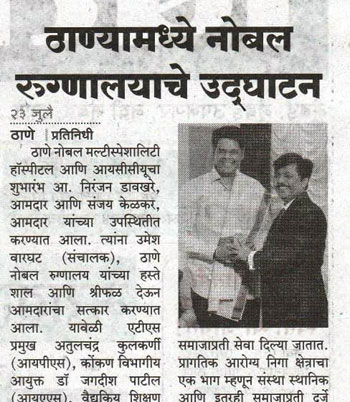 ठाण्यामध्ये नोबल
रुग्णालयाचे उद्घाटन
२३ जुलै
ठाणे | प्रतिनिधी
ठाणे नोबल मल्टीस्पेशालिटी
हॉस्पीटल आणि आयसीसीयूचा
शुभारंभ आ. निरंजन डावखरे,
आमदार आणि संजय केळकर,
आमदार यांच्या उपस्थितीत
करण्यात आला. त्यांना उमेश
वारघट (संचालक), ठाणे
नोबल रुग्णालय यांच्या हस्ते
शाल आणि श्रीफळ देऊन
आमदारांचा सत्कार करण्यात
आला. यावेळी एटीएस
प्रमुख अतुलचंद्र कुलकर्णी
(आयपीएस), कोंकण विभागीय
आयुक्त डॉ जगदीश पाटील
(आयएएस), वैद्यकिय शिक्षण
समाजाप्रती सेवा दिल्या जातात.
प्रागतिक आरोग्य निगा क्षेत्राचा
एक भाग म्हणून संस्था स्थानिक
आणि इतरही समाजाप्रती दर्जे